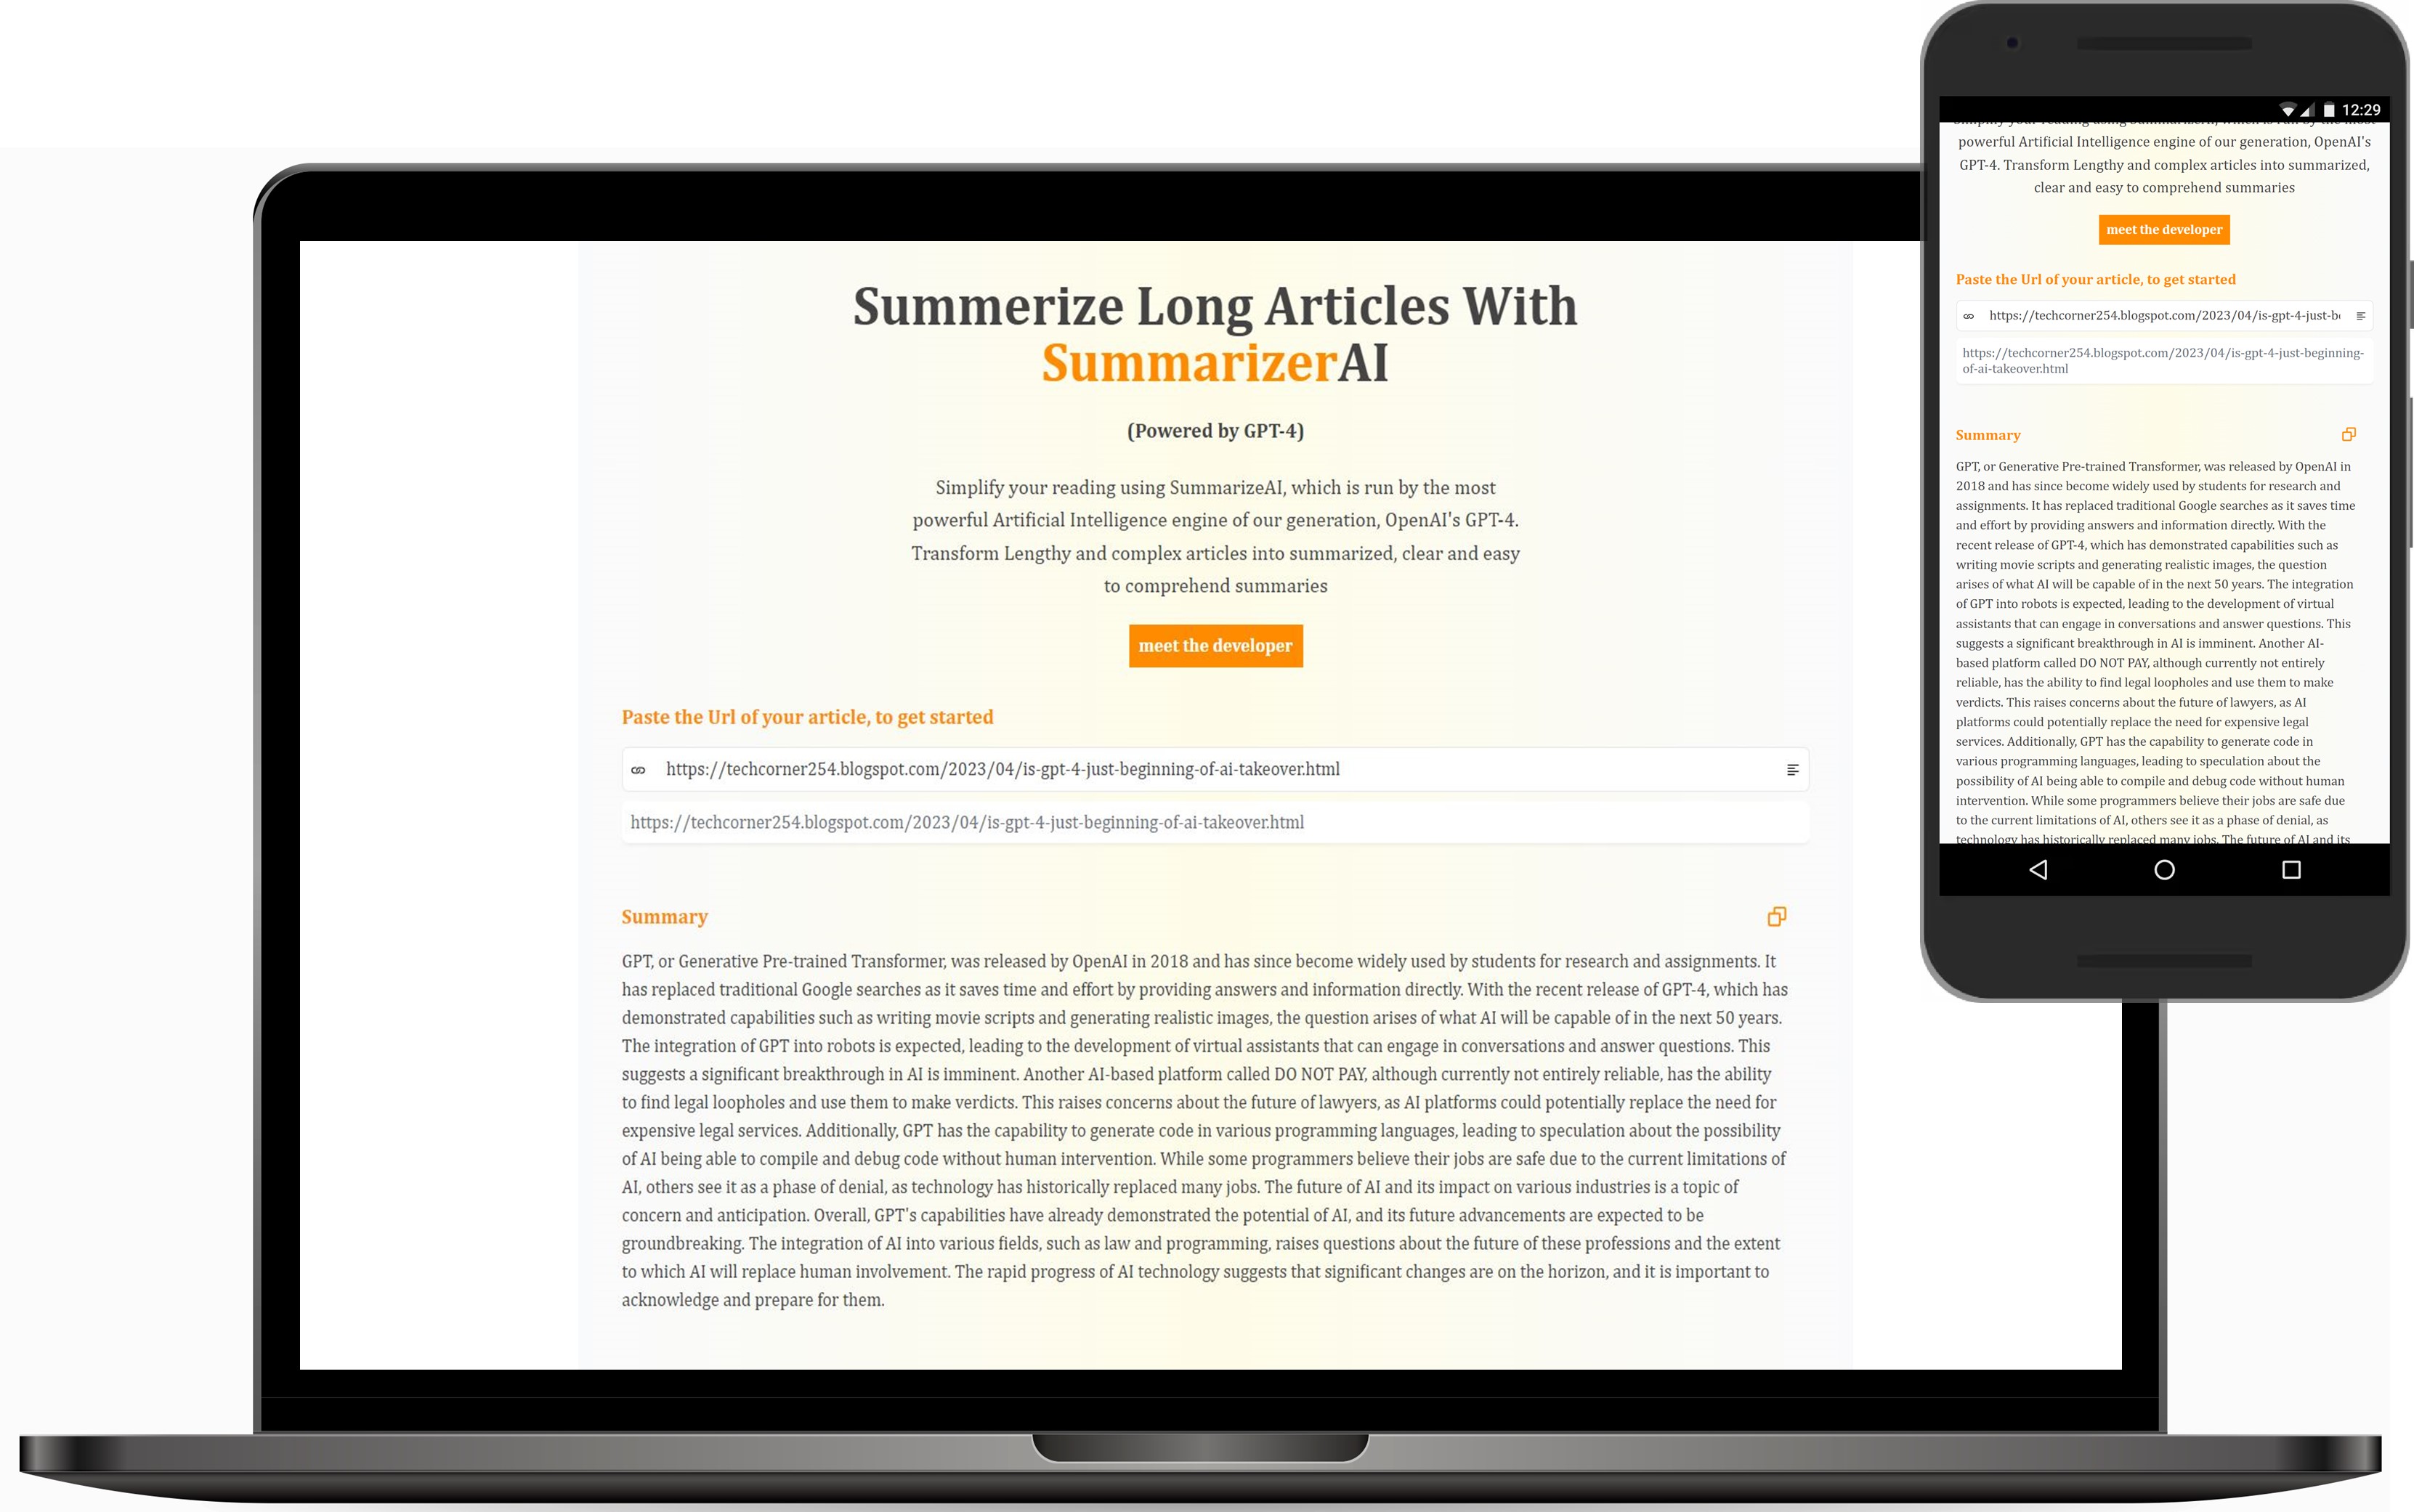 Summerize Long Articles With
SummarizerAI
(Powered by GPT-4)
Simplify your reading using SummarizeAI, which is run by the most
powerful Artificial Intelligence engine of our generation, OpenAI's GPT-4.
Transform Lengthy and complex articles into summarized, clear and easy
to comprehend summaries
meet the developer
Paste the Url of your article, to get started
https://techcorner254.blogspot.com/2023/04/is-gpt-4-just-beginning-of-ai-takeover.html
https://techcorner254.blogspot.com/2023/04/is-gpt-4-just-beginning-of-ai-takeover.html
Summary
GPT, or Generative Pre-trained Transformer, was released by OpenAI in 2018 and has since become widely used by students for research and assignments. It
has replaced traditional Google searches as it saves time and effort by providing answers and information directly. With the recent release of GPT-4, which has
demonstrated capabilities such as writing movie scripts and generating realistic images, the question arises of what AI will be capable of in the next 50 years.
The integration of GPT into robots is expected, leading to the development of virtual assistants that can engage in conversations and answer questions. This
suggests a significant breakthrough in AI is imminent. Another AI-based platform called DO NOT PAY, although currently not entirely reliable, has the ability
to find legal loopholes and use them to make verdicts. This raises concerns about the future of lawyers, as AI platforms could potentially replace the need for
expensive legal services. Additionally, GPT has the capability to generate code in various programming languages, leading to speculation about the possibility
of AI being able to compile and debug code without human intervention. While some programmers believe their jobs are safe due to the current limitations of
AI, others see it as a phase of denial, as technology has historically replaced many jobs. The future of AI and its impact on various industries is a topic of
concern and anticipation. Overall, GPT's capabilities have already demonstrated the potential of AI, and its future advancements are expected to be
groundbreaking. The integration of AI into various fields, such as law and programming, raises questions about the future of these professions and the extent
to which AI will replace human involvement. The rapid progress of AI technology suggests that significant changes are on the horizon, and it is important to
acknowledge and prepare for them.
12:29
powerful Artificial Intelligence engine of our generation, OpenAI's
GPT-4. Transform Lengthy and complex articles into summarized,
clear and easy to comprehend summaries
meet the developer
Paste the Url of your article, to get started
https://techcorner254.blogspot.com/2023/04/is-gpt-4-just-b
https://techcorner254.blogspot.com/2023/04/is-gpt-4-just-beginning-
of-ai-takeover.html
Summary
GPT, or Generative Pre-trained Transformer, was released by OpenAI in
2018 and has since become widely used by students for research and
assignments. It has replaced traditional Google searches as it saves time
and effort by providing answers and information directly. With the
recent release of GPT-4, which has demonstrated capabilities such as
writing movie scripts and generating realistic images, the question
arises of what AI will be capable of in the next 50 years. The integration
of GPT into robots is expected, leading to the development of virtual
assistants that can engage in conversations and answer questions. This
suggests a significant breakthrough in AI is imminent. Another AI-
based platform called DO NOT PAY, although currently not entirely
reliable, has the ability to find legal loopholes and use them to make
verdicts. This raises concerns about the future of lawyers, as AI
platforms could potentially replace the need for expensive legal
services. Additionally, GPT has the capability to generate code in
various programming languages, leading to speculation about the
possibility of AI being able to compile and debug code without human
intervention. While some programmers believe their jobs are safe due
to the current limitations of AI, others see it as a phase of denial, as
technology has historically replaced many jobs. The future of AI and its